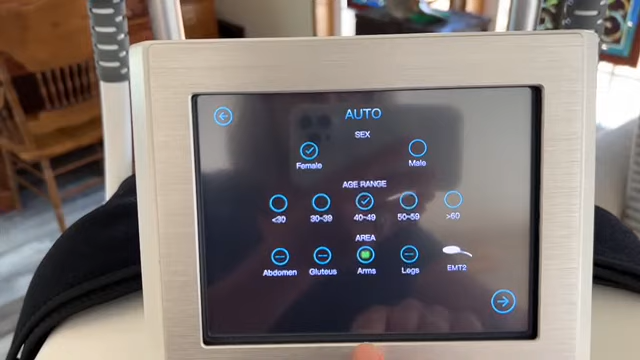 AUTO
SEX
Female Male
AGE RANGE
<30 30-39 40-49 50-59 >60
AREA
Abdomen Gluteus Arms Legs EMT2